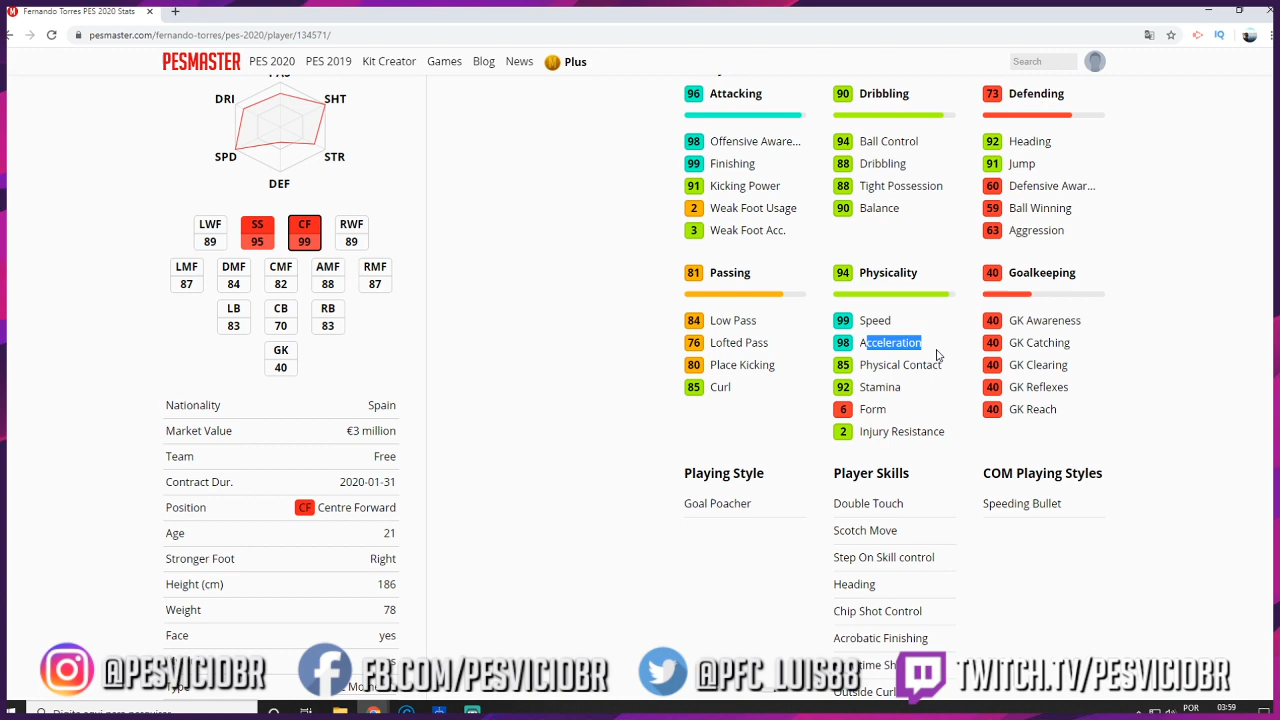 Fernando Torres PES 2020 Stats
pesmaster.com/fernando-torres/pes-2020/player/134571/
PESMASTER PES 2020 PES 2019 Kit Creator Games Blog News Plus Search
DRI SHT
SPD STR
DEF
LWF SS CF RWF
89 95 99 89
LMF DMF CMF AMF RMF
87 84 82 88 87
LB CB RB
83 70 83
GK
40
Nationality Spain
Market Value €3 million
Team Free
Contract Dur. 2020-01-31
Position CF Centre Forward
Age 21
Stronger Foot Right
Height (cm) 186
Weight 78
Face yes
Type
96 Attacking
98 Offensive Aware...
99 Finishing
91 Kicking Power
2 Weak Foot Usage
3 Weak Foot Acc.
90 Dribbling
94 Ball Control
88 Dribbling
88 Tight Possession
90 Balance
73 Defending
92 Heading
91 Jump
60 Defensive Awar...
59 Ball Winning
63 Aggression
81 Passing
84 Low Pass
76 Lofted Pass
80 Place Kicking
85 Curl
94 Physicality
99 Speed
98 Acceleration
85 Physical Contact
92 Stamina
6 Form
2 Injury Resistance
40 Goalkeeping
40 GK Awareness
40 GK Catching
40 GK Clearing
40 GK Reflexes
40 GK Reach
Playing Style
Goal Poacher
Player Skills
Double Touch
Scotch Move
Step On Skill control
Heading
Chip Shot Control
Acrobatic Finishing
Outside Curl
COM Playing Styles
Speeding Bullet
@PESVICIOBR FB.COM/PESVICIOBR @PFC_LUIS88 TWITCH.TV/PESVICIOBR
POR 03:59